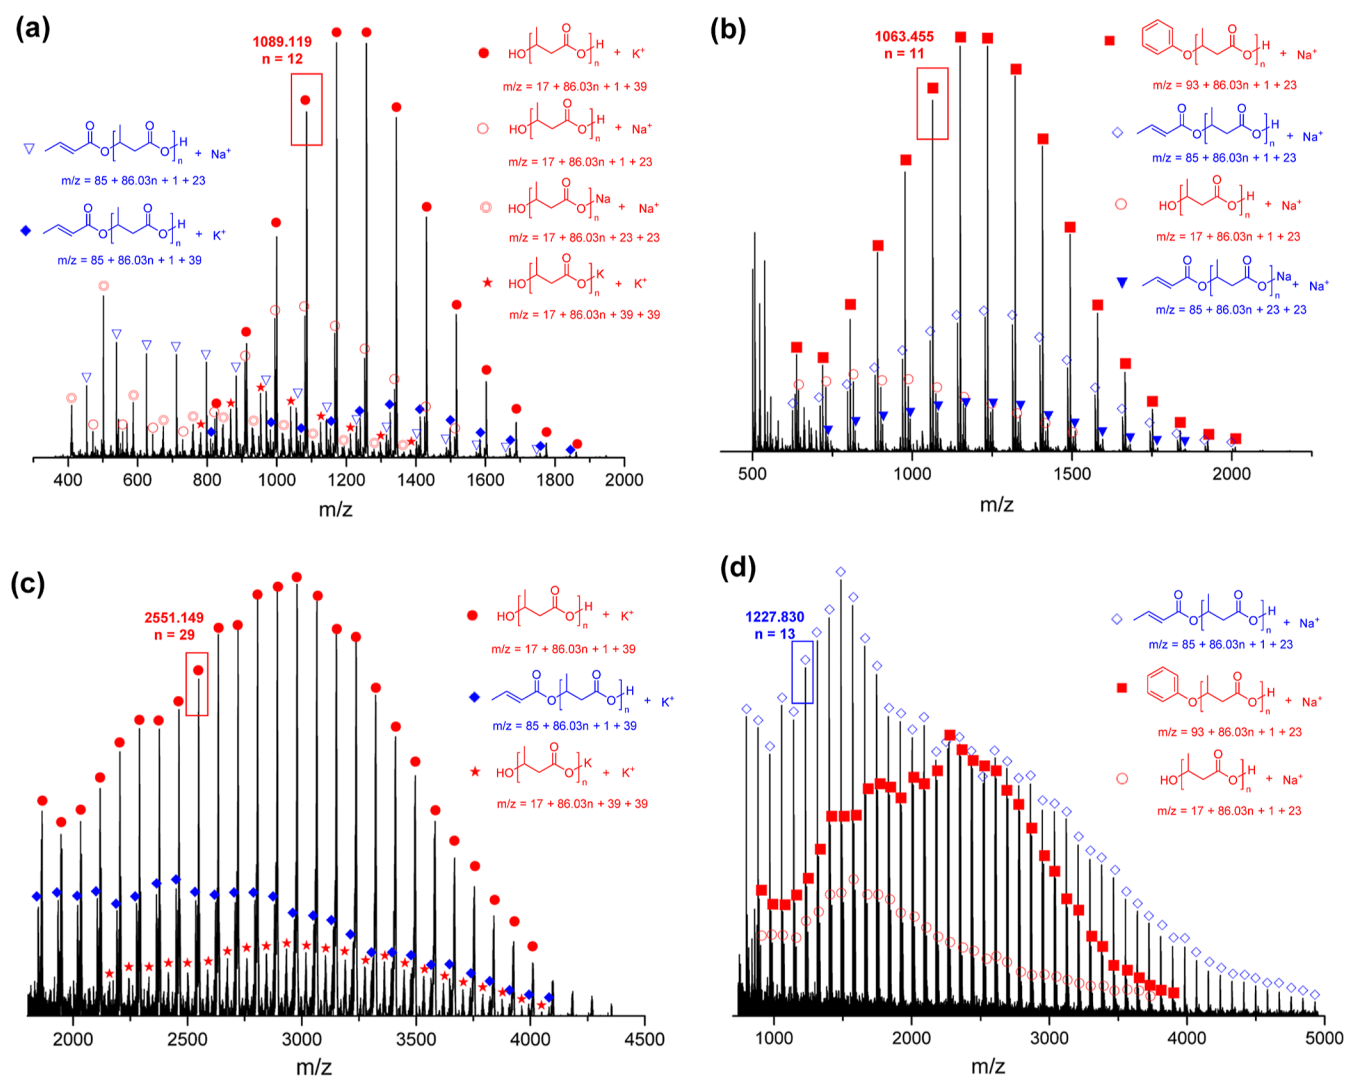 (a)
1089.119
n = 12
HO O O H n + K⁺
m/z = 17 + 86.03n + 1 + 39
HO O O H n + Na⁺
m/z = 17 + 86.03n + 1 + 23
HO O O Na n + Na⁺
m/z = 17 + 86.03n + 23 + 23
HO O O K n + K⁺
m/z = 17 + 86.03n + 39 + 39
O O O O H n + Na⁺
m/z = 85 + 86.03n + 1 + 23
O O O O H n + K⁺
m/z = 85 + 86.03n + 1 + 39
400 600 800 1000 1200 1400 1600 1800 2000
m/z
(b)
1063.455
n = 11
O O O H n + Na⁺
m/z = 93 + 86.03n + 1 + 23
O O O O H n + Na⁺
m/z = 85 + 86.03n + 1 + 23
HO O O H n + Na⁺
m/z = 17 + 86.03n + 1 + 23
O O O O Na n + Na⁺
m/z = 85 + 86.03n + 23 + 23
500 1000 1500 2000
m/z
(c)
2551.149
n = 29
HO O O H n + K⁺
m/z = 17 + 86.03n + 1 + 39
O O O O H n + K⁺
m/z = 85 + 86.03n + 1 + 39
HO O O K n + K⁺
m/z = 17 + 86.03n + 39 + 39
2000 2500 3000 3500 4000 4500
m/z
(d)
1227.830
n = 13
O O O O H n + Na⁺
m/z = 85 + 86.03n + 1 + 23
O O O H n + Na⁺
m/z = 93 + 86.03n + 1 + 23
HO O O H n + Na⁺
m/z = 17 + 86.03n + 1 + 23
1000 2000 3000 4000 5000
m/z